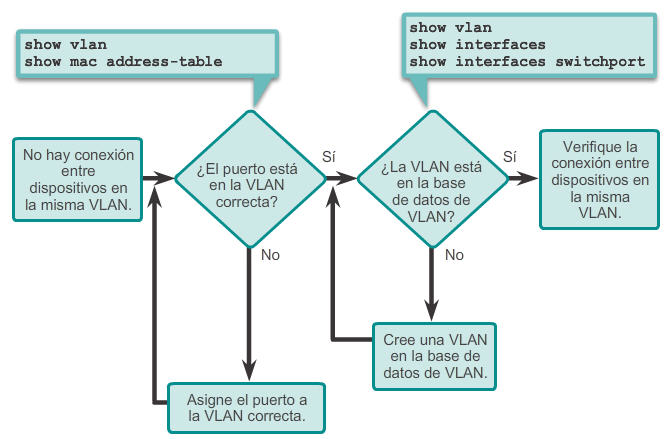 show vlan
show mac address-table
show vlan
show interfaces
show interfaces switchport
No hay conexión
entre
dispositivos en
la misma VLAN.
¿El puerto está
en la VLAN
correcta?
Sí
¿La VLAN está
en la base
de datos de
VLAN?
Sí
Verifique la
conexión entre
dispositivos en
la misma
VLAN.
No
No
Cree una VLAN
en la base de
datos de VLAN.
Asigne el puerto a
la VLAN correcta.